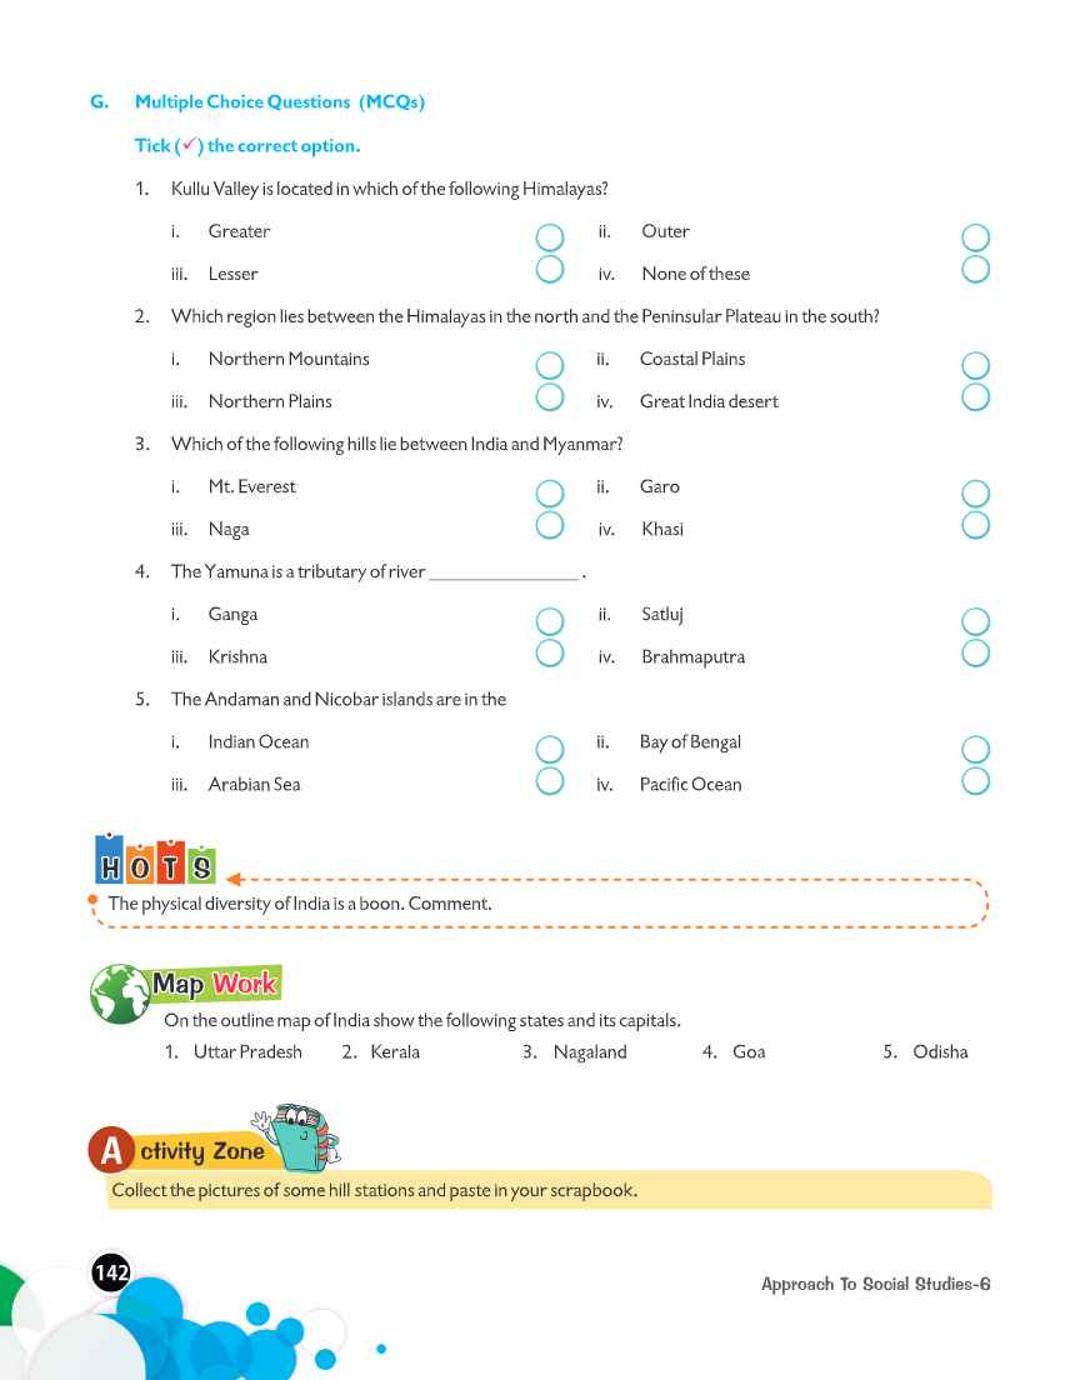 G. Multiple Choice Questions (MCQs)
Tick (✓) the correct option.
1. Kullu Valley is located in which of the following Himalayas?
i. Greater ii. Outer
iii. Lesser iv. None of these
2. Which region lies between the Himalayas in the north and the Peninsular Plateau in the south?
i. Northern Mountains ii. Coastal Plains
iii. Northern Plains iv. Great India desert
3. Which of the following hills lie between India and Myanmar?
i. Mt. Everest ii. Garo
iii. Naga iv. Khasi
4. The Yamuna is a tributary of river _______________ .
i. Ganga ii. Satluj
iii. Krishna iv. Brahmaputra
5. The Andaman and Nicobar islands are in the
i. Indian Ocean ii. Bay of Bengal
iii. Arabian Sea iv. Pacific Ocean
HOTS
The physical diversity of India is a boon. Comment.
Map Work
On the outline map of India show the following states and its capitals.
1. Uttar Pradesh 2. Kerala 3. Nagaland 4. Goa 5. Odisha
Activity Zone
Collect the pictures of some hill stations and paste in your scrapbook.
142
Approach To Social Studies-6